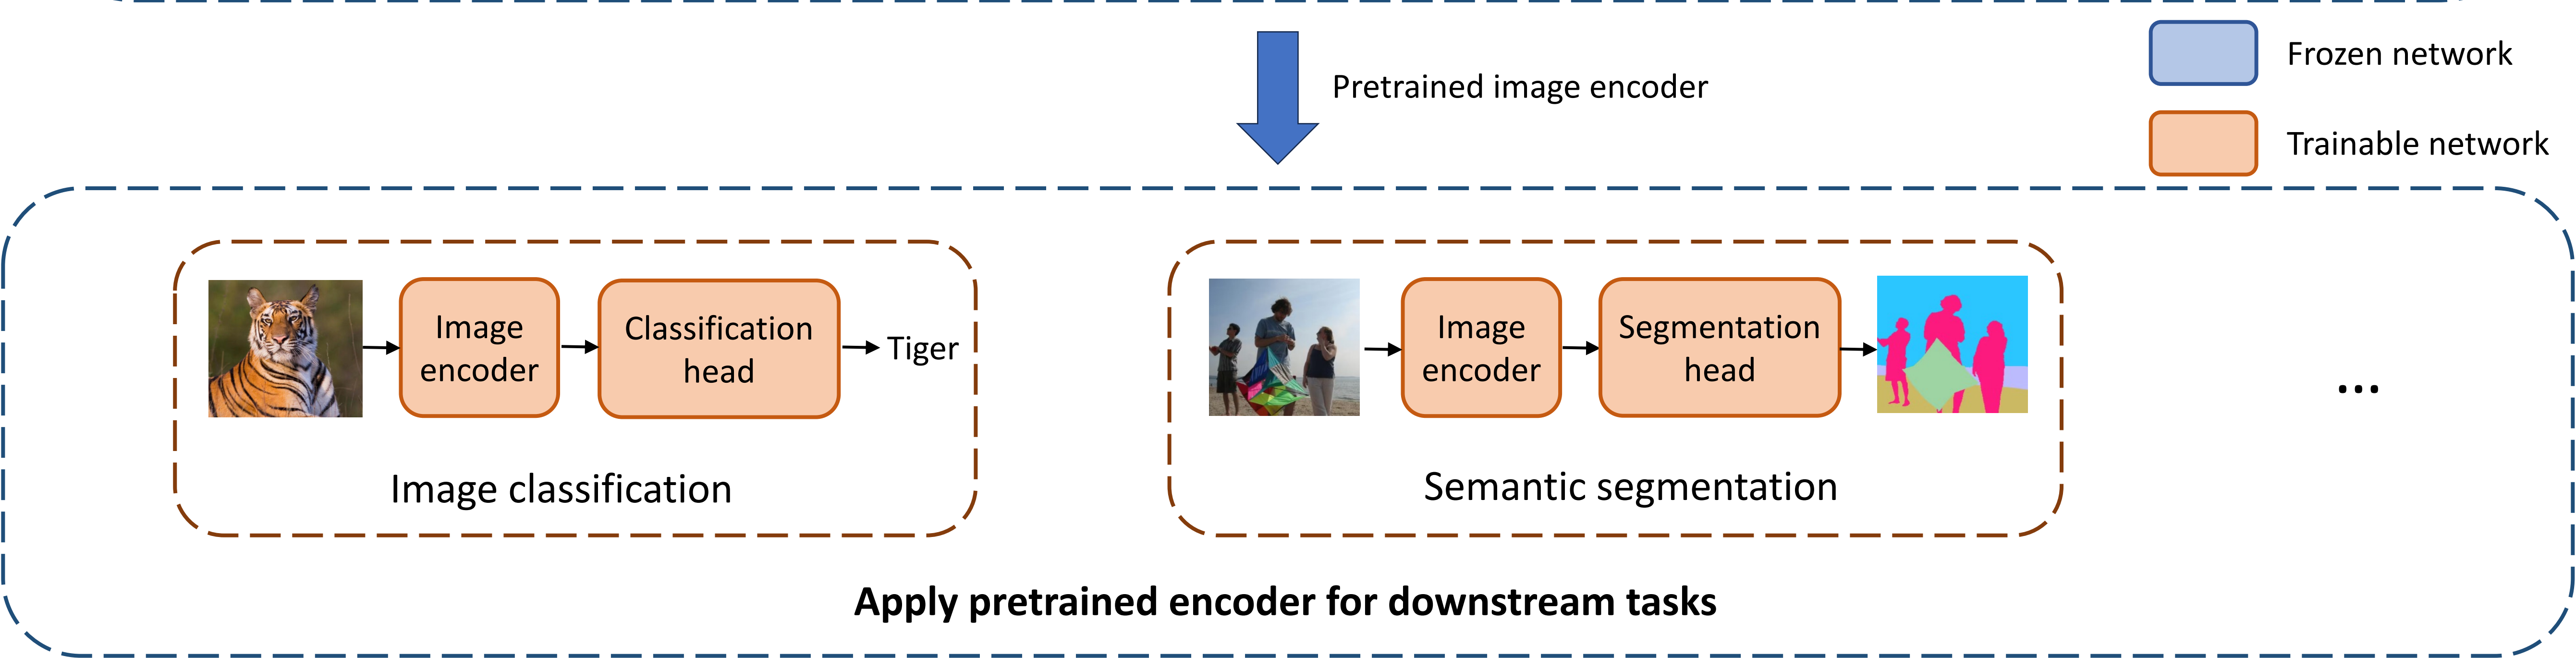 Pretrained image encoder
Frozen network
Trainable network
Image
encoder
Classification
head
Tiger
Image classification
Image
encoder
Segmentation
head
Semantic segmentation
...
Apply pretrained encoder for downstream tasks